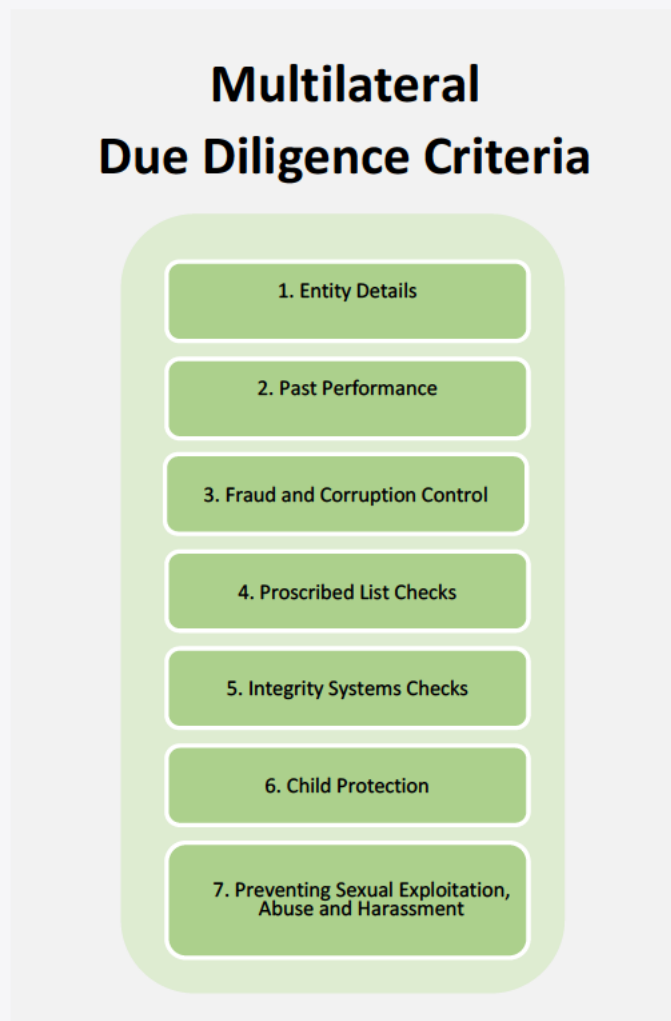 Multilateral
Due Diligence Criteria
1. Entity Details
2. Past Performance
3. Fraud and Corruption Control
4. Proscribed List Checks
5. Integrity Systems Checks
6. Child Protection
7. Preventing Sexual Exploitation,
Abuse and Harassment